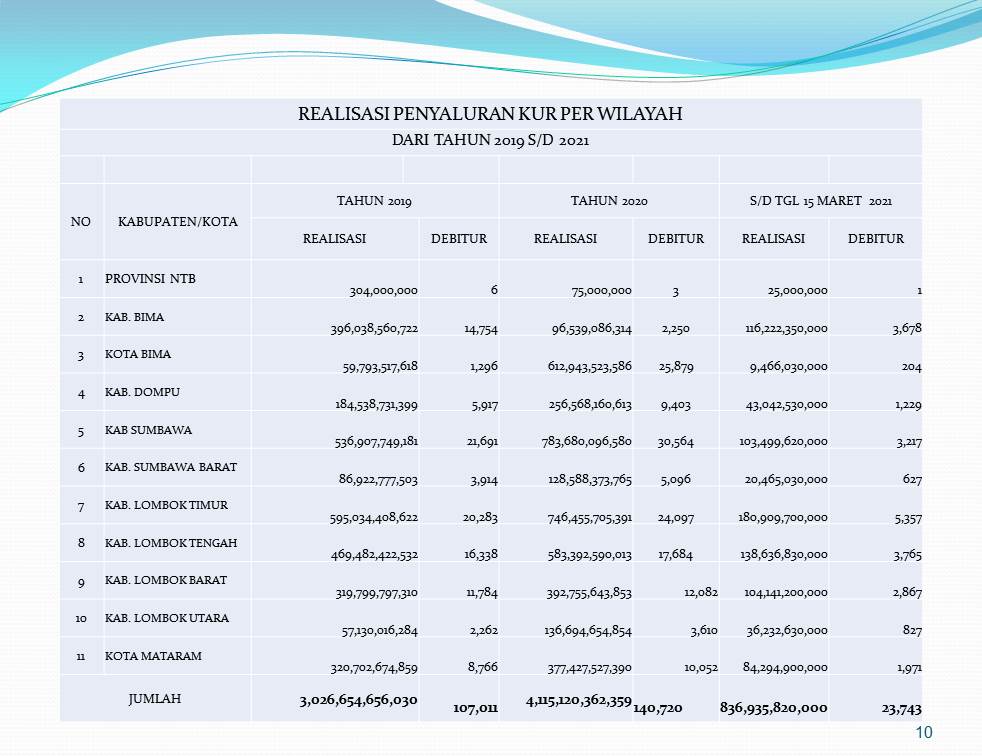 REALISASI PENYALURAN KUR PER WILAYAH
DARI TAHUN 2019 S/D 2021
NO KABUPATEN/KOTA TAHUN 2019 TAHUN 2020 S/D TGL 15 MARET 2021
REALISASI DEBITUR REALISASI DEBITUR REALISASI DEBITUR
1 PROVINSI NTB 304,000,000 6 75,000,000 3 25,000,000 1
2 KAB. BIMA 396,038,560,722 14,754 96,539,086,314 2,250 116,222,350,000 3,678
3 KOTA BIMA 59,793,517,618 1,296 612,943,523,586 25,879 9,466,030,000 204
4 KAB. DOMPU 184,538,731,399 5,917 256,568,160,613 9,403 43,042,530,000 1,229
5 KAB SUMBAWA 536,907,749,181 21,691 783,680,096,580 30,564 103,499,620,000 3,217
6 KAB. SUMBAWA BARAT 86,922,777,503 3,914 128,588,373,765 5,096 20,465,030,000 627
7 KAB. LOMBOK TIMUR 595,034,408,622 20,283 746,455,705,391 24,097 180,909,700,000 5,357
8 KAB. LOMBOK TENGAH 469,482,422,532 16,338 583,392,590,013 17,684 138,636,830,000 3,765
9 KAB. LOMBOK BARAT 319,799,797,310 11,784 392,755,643,853 12,082 104,141,200,000 2,867
10 KAB. LOMBOK UTARA 57,130,016,284 2,262 136,694,654,854 3,610 36,232,630,000 827
11 KOTA MATARAM 320,702,674,859 8,766 377,427,527,390 10,052 84,294,900,000 1,971
JUMLAH 3,026,654,656,030 107,011 4,115,120,362,359 140,720 836,935,820,000 23,743
10